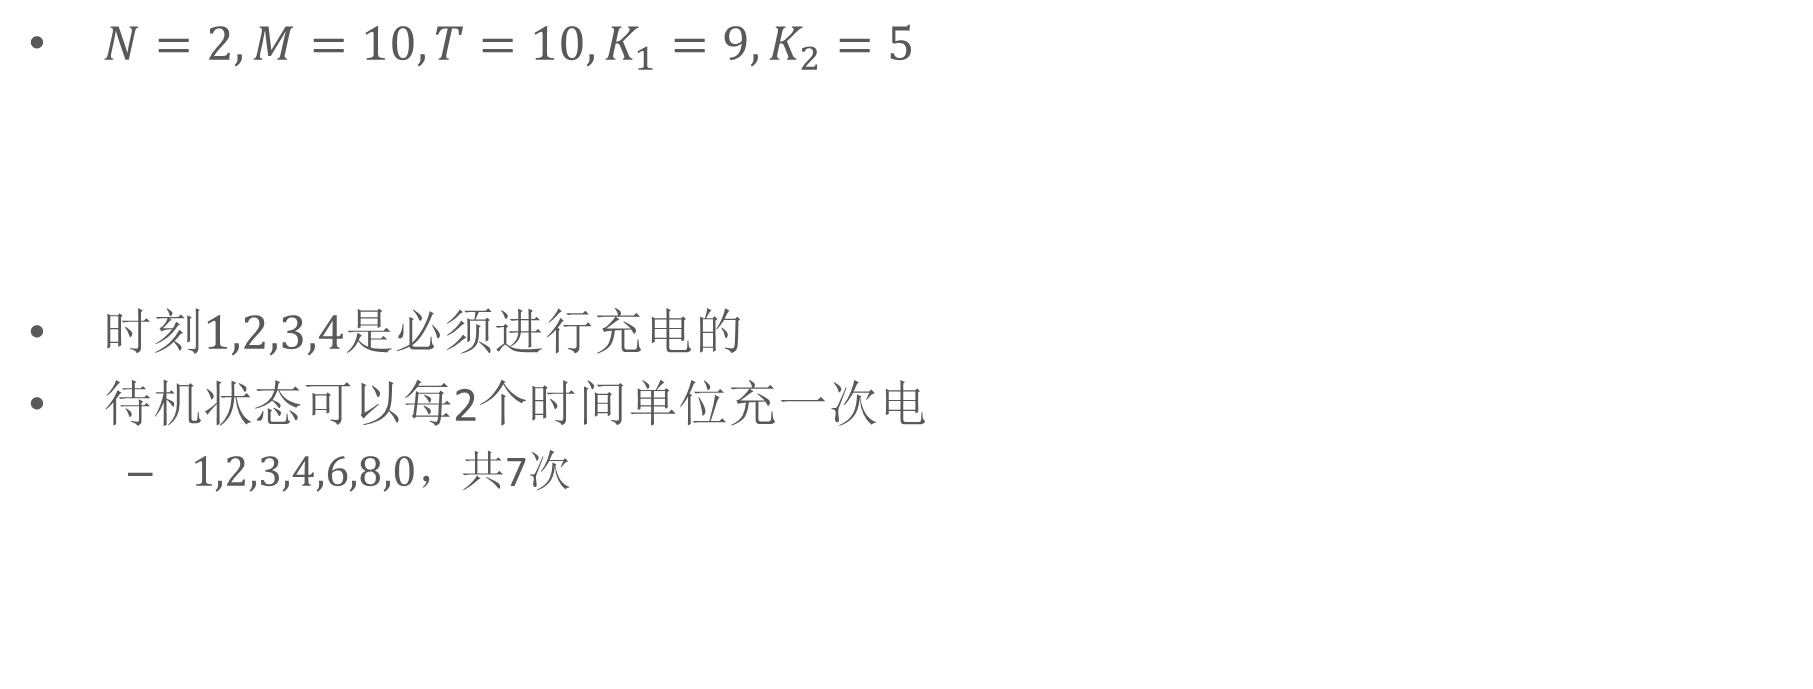 • N = 2, M = 10, T = 10, K₁ = 9, K₂ = 5
• 时刻1,2,3,4是必须进行充电的
• 待机状态可以每2个时间单位充一次电
– 1,2,3,4,6,8,0，共7次